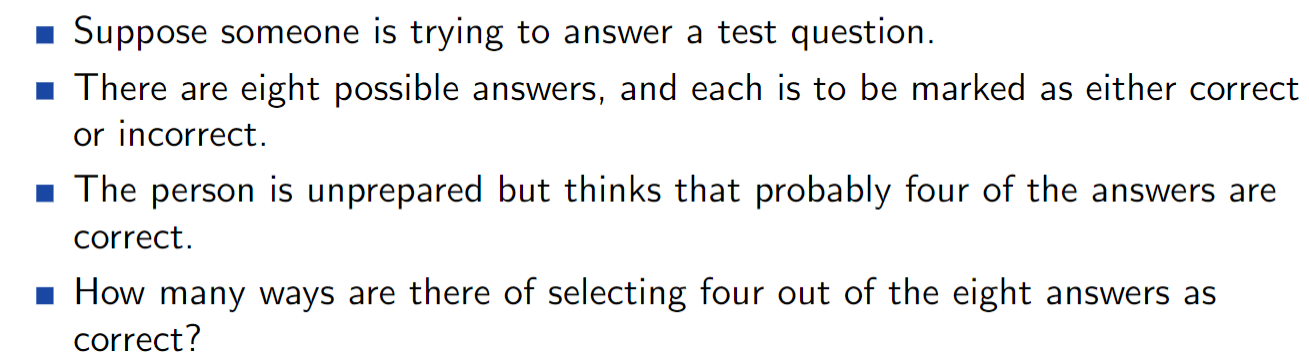 ■ Suppose someone is trying to answer a test question.
■ There are eight possible answers, and each is to be marked as either correct
or incorrect.
■ The person is unprepared but thinks that probably four of the answers are
correct.
■ How many ways are there of selecting four out of the eight answers as
correct?